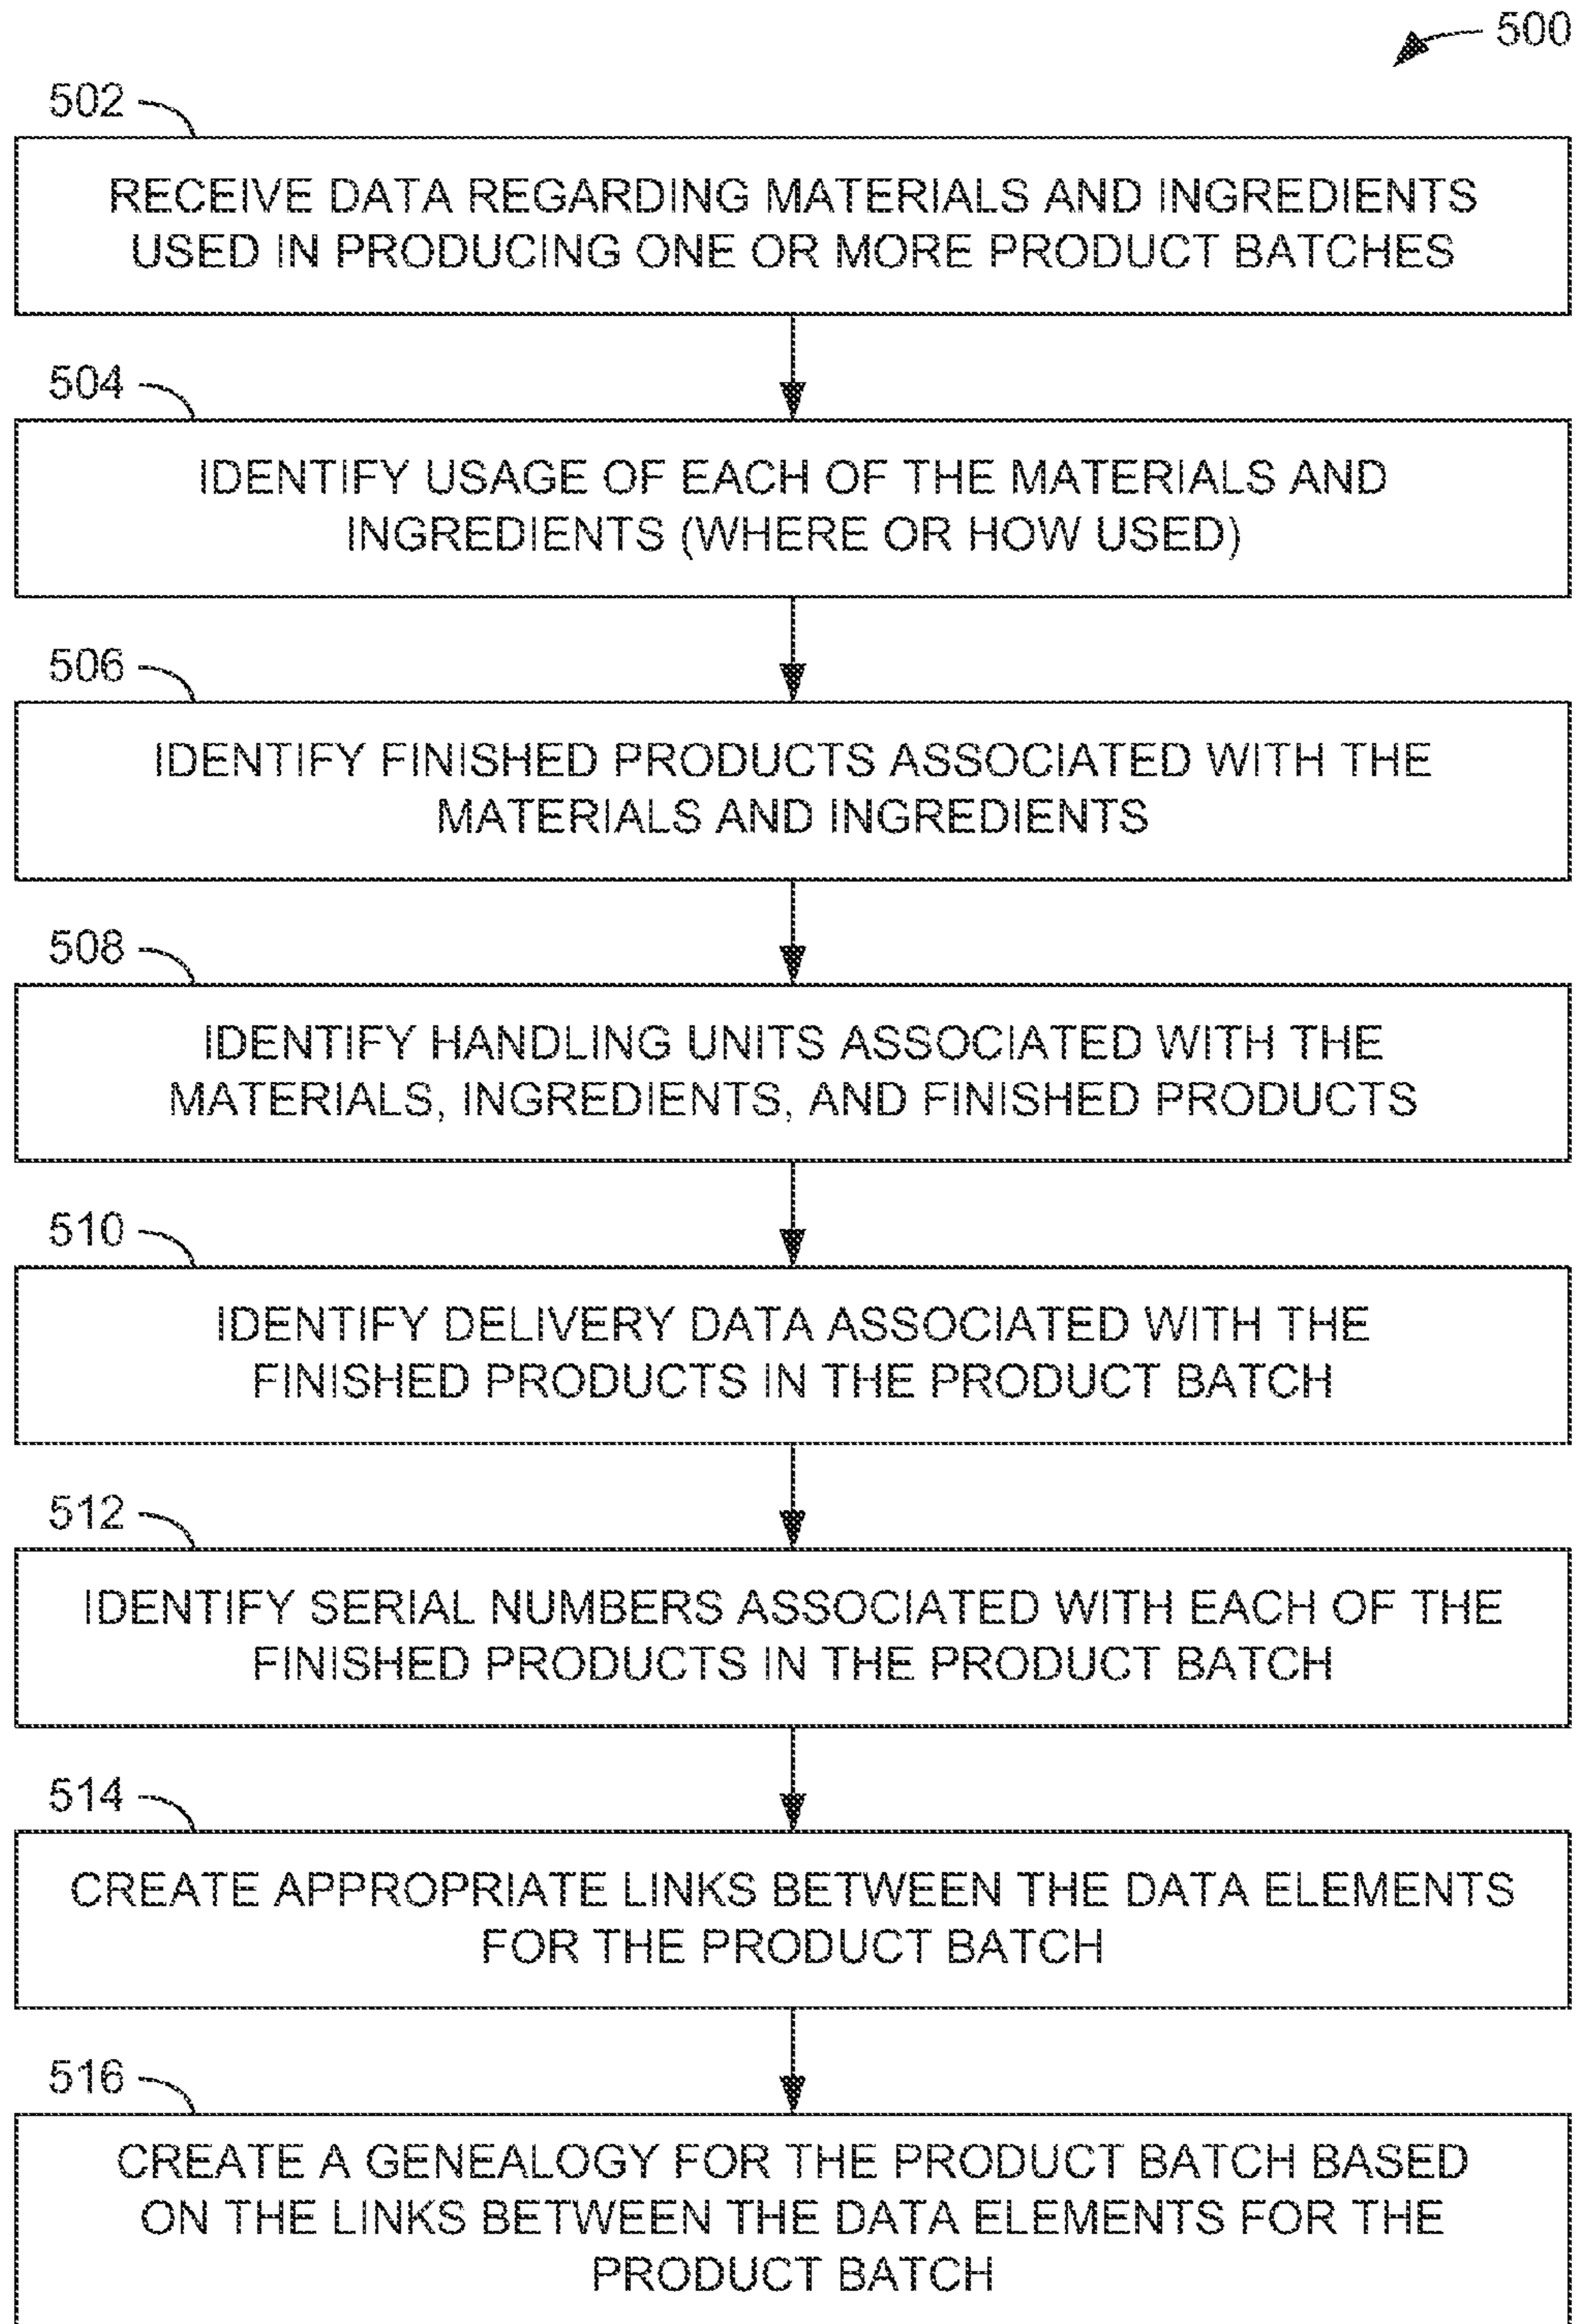 500
502
RECEIVE DATA REGARDING MATERIALS AND INGREDIENTS
USED IN PRODUCING ONE OR MORE PRODUCT BATCHES
504
IDENTIFY USAGE OF EACH OF THE MATERIALS AND
INGREDIENTS (WHERE OR HOW USED)
506
IDENTIFY FINISHED PRODUCTS ASSOCIATED WITH THE
MATERIALS AND INGREDIENTS
508
IDENTIFY HANDLING UNITS ASSOCIATED WITH THE
MATERIALS, INGREDIENTS, AND FINISHED PRODUCTS
510
IDENTIFY DELIVERY DATA ASSOCIATED WITH THE
FINISHED PRODUCTS IN THE PRODUCT BATCH
512
IDENTIFY SERIAL NUMBERS ASSOCIATED WITH EACH OF THE
FINISHED PRODUCTS IN THE PRODUCT BATCH
514
CREATE APPROPRIATE LINKS BETWEEN THE DATA ELEMENTS
FOR THE PRODUCT BATCH
516
CREATE A GENEALOGY FOR THE PRODUCT BATCH BASED
ON THE LINKS BETWEEN THE DATA ELEMENTS FOR THE
PRODUCT BATCH